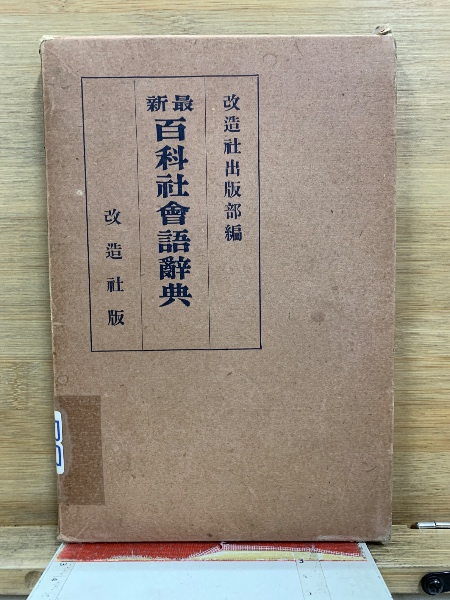 改造社出版部編
最新
百科社會語辭典
改造社版